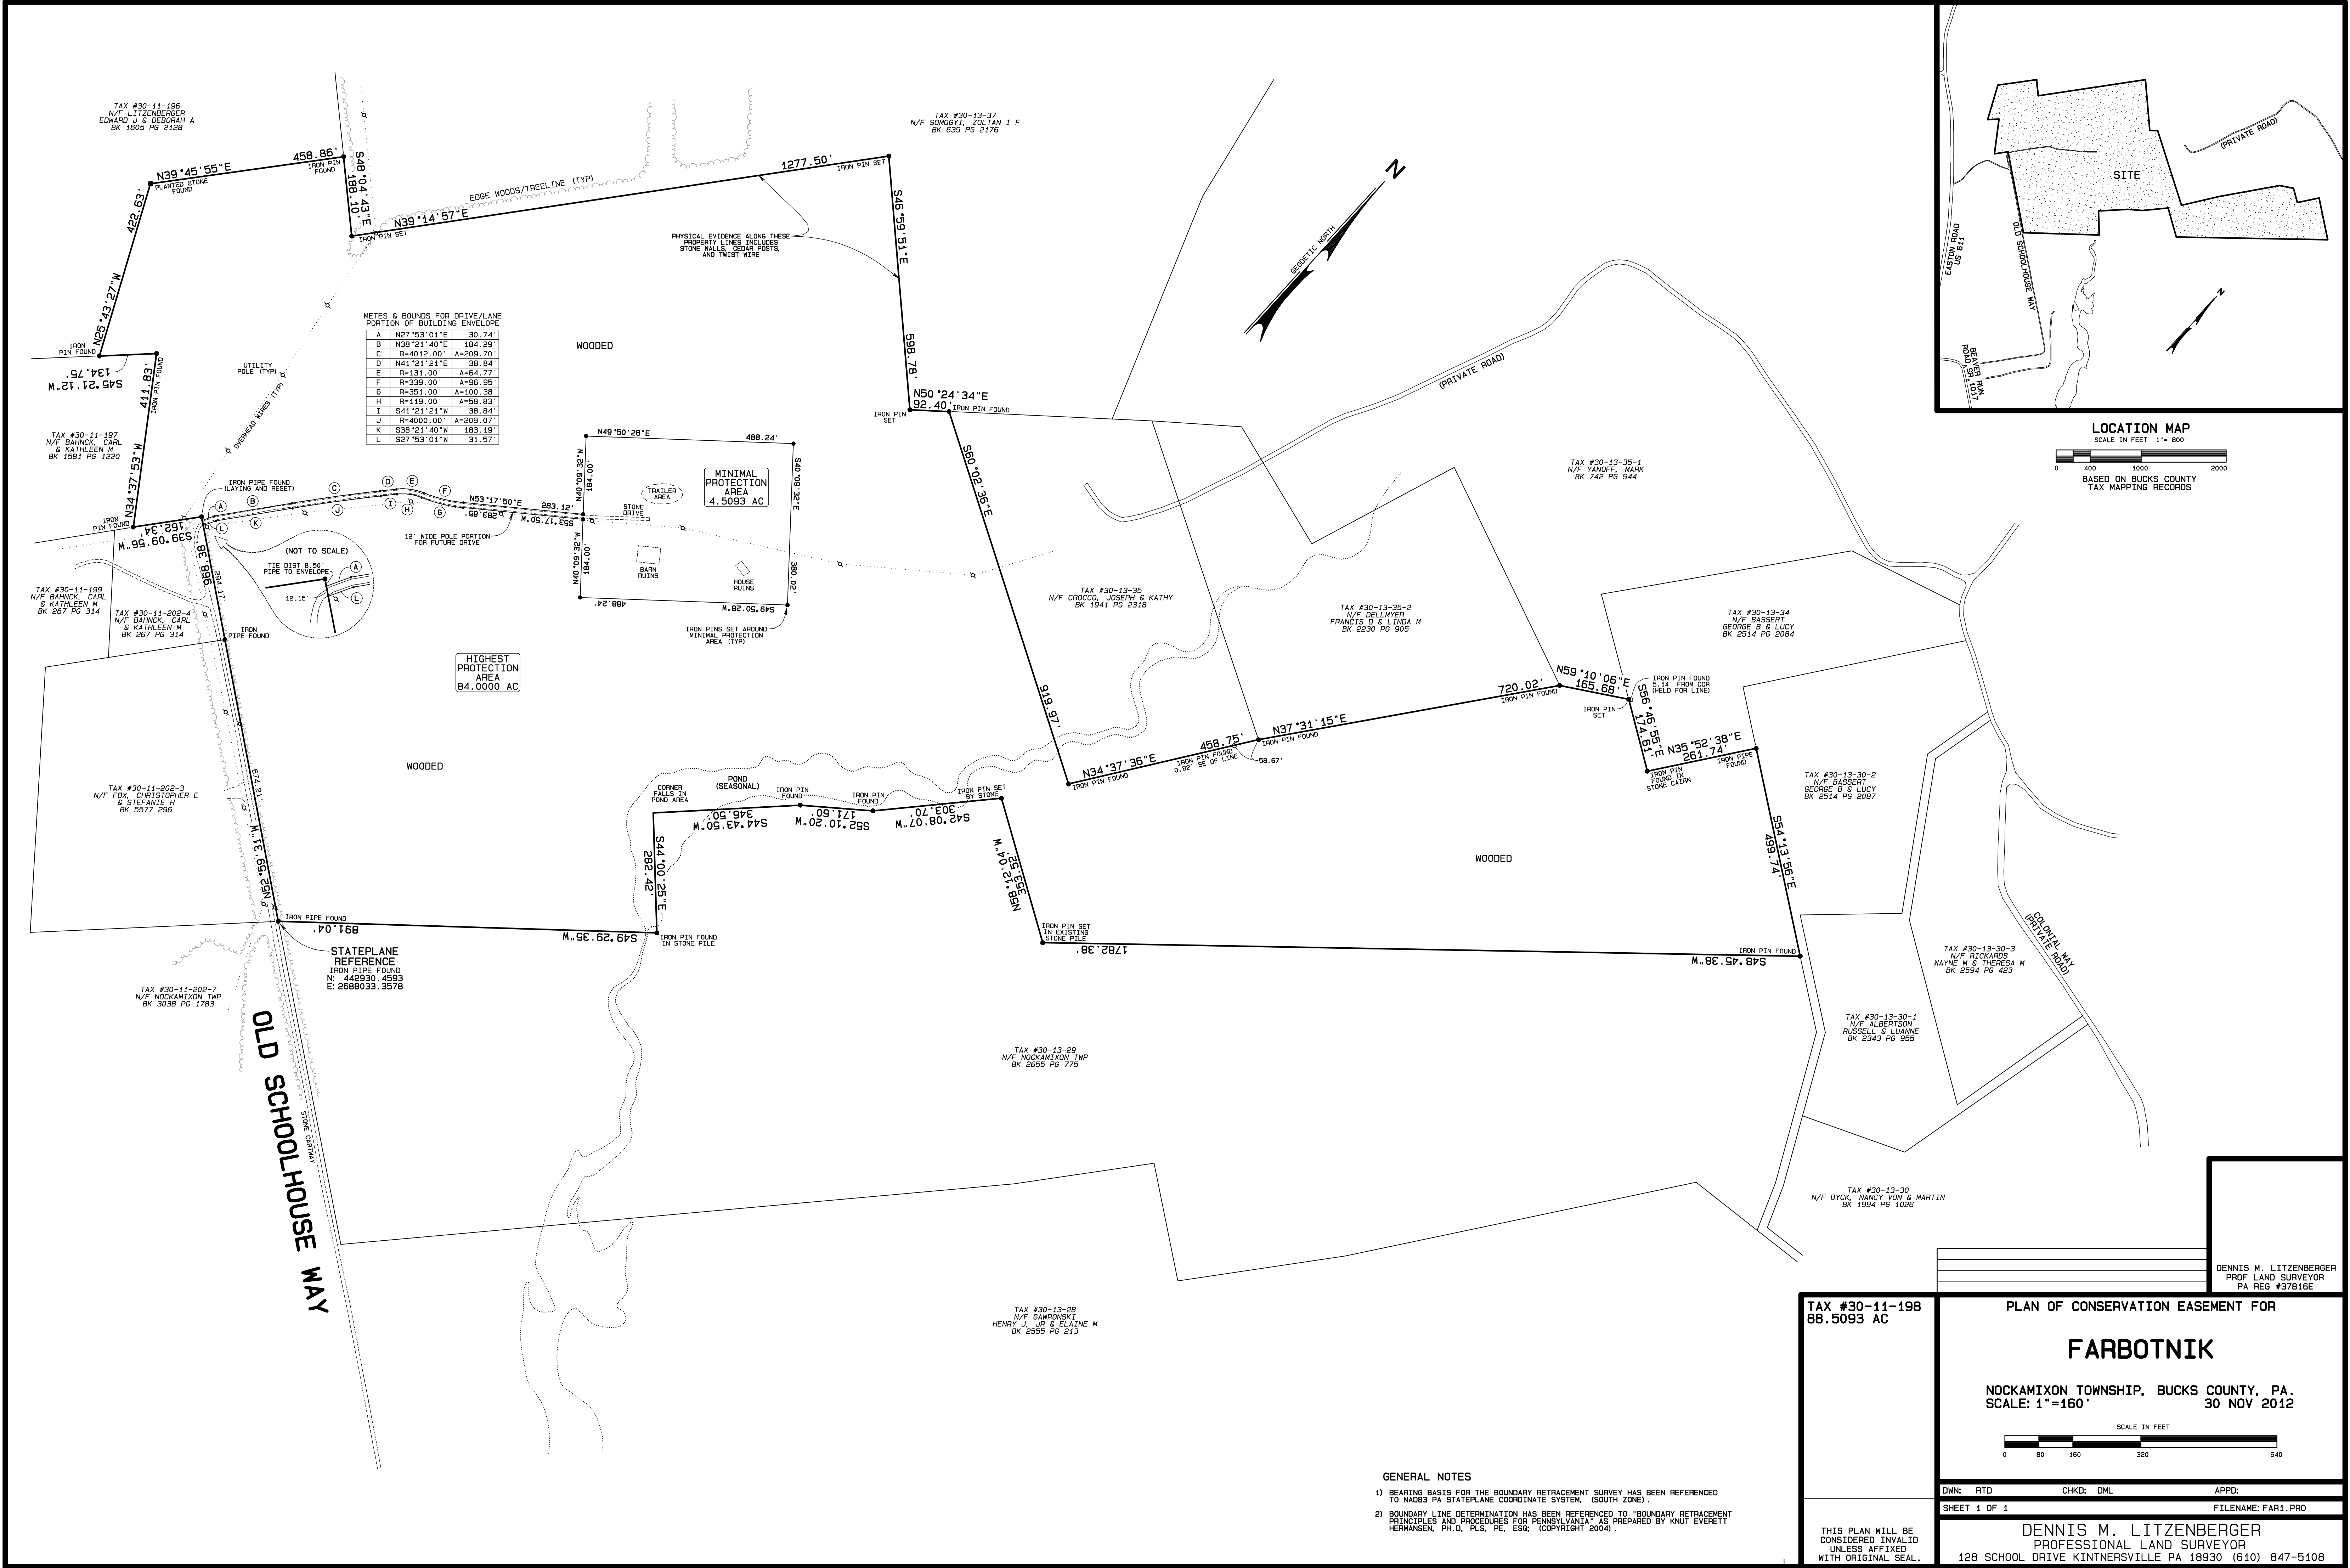 TAX #30-11-196
N/F LITZENBERGER
EDWARD J & DEBORAH A
BK 1605 PG 2128
TAX #30-13-37
N/F SOMOGYI, ZOLTAN I F
BK 639 PG 2176
N39°45'55"E
458.86'
PLANTED STONE
FOUND
IRON PIN
FOUND
S48°04'43"E
188.10'
IRON PIN SET
N39°14'57"E
EDGE WOODS/TREELINE (TYP)
1277.50'
IRON PIN SET
422.63'
N25°43'27"W
PHYSICAL EVIDENCE ALONG THESE
PROPERTY LINES INCLUDES
STONE WALLS, CEDAR POSTS,
AND TWIST WIRE
S46°59'51"E
598.78'
GEODETIC NORTH
N
IRON
PIN FOUND
134.75'
S45°21'12"W
411.83'
IRON PIN FOUND
N34°37'53"W
UTILITY
POLE (TYP)
OVERHEAD WIRES (TYP)
METES & BOUNDS FOR DRIVE/LANE
PORTION OF BUILDING ENVELOPE
A N27°53'01"E 30.74'
B N38°21'40"E 184.29'
C R=4012.00' A=209.70'
D N41°21'21"E 38.84'
E R=131.00' A=64.77'
F R=339.00' A=96.95'
G R=351.00' A=100.38'
H R=119.00' A=58.83'
I S41°21'21"W 38.84'
J R=4000.00' A=209.07'
K S38°21'40"W 183.19'
L S27°53'01"W 31.57'
WOODED
N50°24'34"E
92.40'
IRON PIN FOUND
IRON PIN
SET
TAX #30-11-197
N/F BAHNCK, CARL
& KATHLEEN M
BK 1581 PG 1220
IRON PIPE FOUND
(LAYING AND RESET)
A
B
C
D
E
F
L
K
J
I
H
G
N53°17'50"E
283.12'
283.85'
S53°17'50"W
12' WIDE POLE PORTION
FOR FUTURE DRIVE
N49°50'28"E
488.24'
N40°09'32"W
184.00'
MINIMAL
PROTECTION
AREA
4.5093 AC
S40°09'32"E
TRAILER
AREA
STONE
DRIVE
N40°09'32"W
184.00'
BARN
RUINS
HOUSE
RUINS
380.02'
488.24'
S49°50'28"W
IRON PINS SET AROUND
MINIMAL PROTECTION
AREA (TYP)
IRON
PIN FOUND
162.34'
S39°09'56"W
(NOT TO SCALE)
TIE DIST 8.50'
PIPE TO ENVELOPE
12.15'
A
L
968.38'
294.17'
IRON
PIPE FOUND
TAX #30-11-199
N/F BAHNCK, CARL
& KATHLEEN M
BK 267 PG 314
TAX #30-11-202-4
N/F BAHNCK, CARL
& KATHLEEN M
BK 267 PG 314
HIGHEST
PROTECTION
AREA
84.0000 AC
S60°02'36"E
919.97'
(PRIVATE ROAD)
TAX #30-13-35-1
N/F YANOFF, MARK
BK 742 PG 944
TAX #30-13-35
N/F CROCCO, JOSEPH & KATHY
BK 1941 PG 2318
TAX #30-13-35-2
N/F DELLMYER
FRANCIS D & LINDA M
BK 2230 PG 905
TAX #30-13-34
N/F BASSERT
GEORGE B & LUCY
BK 2514 PG 2084
N59°10'06"E
165.68'
IRON PIN FOUND
5.14' FROM COR
(HELD FOR LINE)
IRON PIN
SET
S56°46'55"E
174.61'
N35°52'38"E
261.74'
IRON PIN
FOUND IN
STONE CAIRN
IRON PIPE
FOUND
720.02'
IRON PIN FOUND
N37°31'15"E
IRON PIN FOUND
458.75'
N34°37'36"E
IRON PIN FOUND
IRON PIN FOUND
0.82' SE OF LINE
58.67'
TAX #30-13-30-2
N/F BASSERT
GEORGE B & LUCY
BK 2514 PG 2087
S54°13'56"E
499.74'
WOODED
WOODED
TAX #30-11-202-3
N/F FOX, CHRISTOPHER E
& STEFANIE H
BK 5577 296
674.21'
N52°59'31"W
POND
(SEASONAL)
CORNER
FALLS IN
POND AREA
IRON PIN
FOUND
IRON PIN
FOUND
IRON PIN SET
BY STONE
346.50'
S44°43'50"W
171.60'
S52°10'20"W
303.70'
S42°08'07"W
S44°00'25"E
282.42'
N58°12'04"W
353.52'
IRON PIPE FOUND
891.04'
S49°29'35"W
IRON PIN FOUND
IN STONE PILE
IRON PIN SET
IN EXISTING
STONE PILE
1782.38'
IRON PIN FOUND
S48°45'38"W
STATEPLANE
REFERENCE
IRON PIPE FOUND
N: 442930.4593
E: 2688033.3578
TAX #30-11-202-7
N/F NOCKAMIXON TWP
BK 3038 PG 1783
OLD SCHOOLHOUSE WAY
STONE CARTWAY
TAX #30-13-29
N/F NOCKAMIXON TWP
BK 2655 PG 775
COLONIAL WAY
(PRIVATE ROAD)
TAX #30-13-30-3
N/F RICKARDS
WAYNE M & THERESA M
BK 2594 PG 423
TAX #30-13-30-1
N/F ALBERTSON
RUSSELL & LUANNE
BK 2343 PG 955
TAX #30-13-30
N/F DYCK, NANCY VON & MARTIN
BK 1994 PG 1026
TAX #30-13-28
N/F GAWRONSKI
HENRY J, JR & ELAINE M
BK 2555 PG 213
(PRIVATE ROAD)
SITE
EASTON ROAD
US 611
OLD SCHOOLHOUSE WAY
BEAVER RUN
ROAD, SR 1017
N
LOCATION MAP
SCALE IN FEET 1"= 800'
0 400 1000 2000
BASED ON BUCKS COUNTY
TAX MAPPING RECORDS
GENERAL NOTES
1) BEARING BASIS FOR THE BOUNDARY RETRACEMENT SURVEY HAS BEEN REFERENCED
TO NAD83 PA STATEPLANE COORDINATE SYSTEM, (SOUTH ZONE).
2) BOUNDARY LINE DETERMINATION HAS BEEN REFERENCED TO "BOUNDARY RETRACEMENT
PRINCIPLES AND PROCEDURES FOR PENNSYLVANIA" AS PREPARED BY KNUT EVERETT
HERMANSEN, PH.D, PLS, PE, ESQ; (COPYRIGHT 2004).
DENNIS M. LITZENBERGER
PROF LAND SURVEYOR
PA REG #37816E
TAX #30-11-198
88.5093 AC
THIS PLAN WILL BE
CONSIDERED INVALID
UNLESS AFFIXED
WITH ORIGINAL SEAL.
PLAN OF CONSERVATION EASEMENT FOR
FARBOTNIK
NOCKAMIXON TOWNSHIP, BUCKS COUNTY, PA.
SCALE: 1"=160' 30 NOV 2012
SCALE IN FEET
0 80 160 320 640
DWN: RTD CHKD: DML APPD:
SHEET 1 OF 1 FILENAME: FAR1.PRO
DENNIS M. LITZENBERGER
PROFESSIONAL LAND SURVEYOR
128 SCHOOL DRIVE KINTNERSVILLE PA 18930 (610) 847-5108